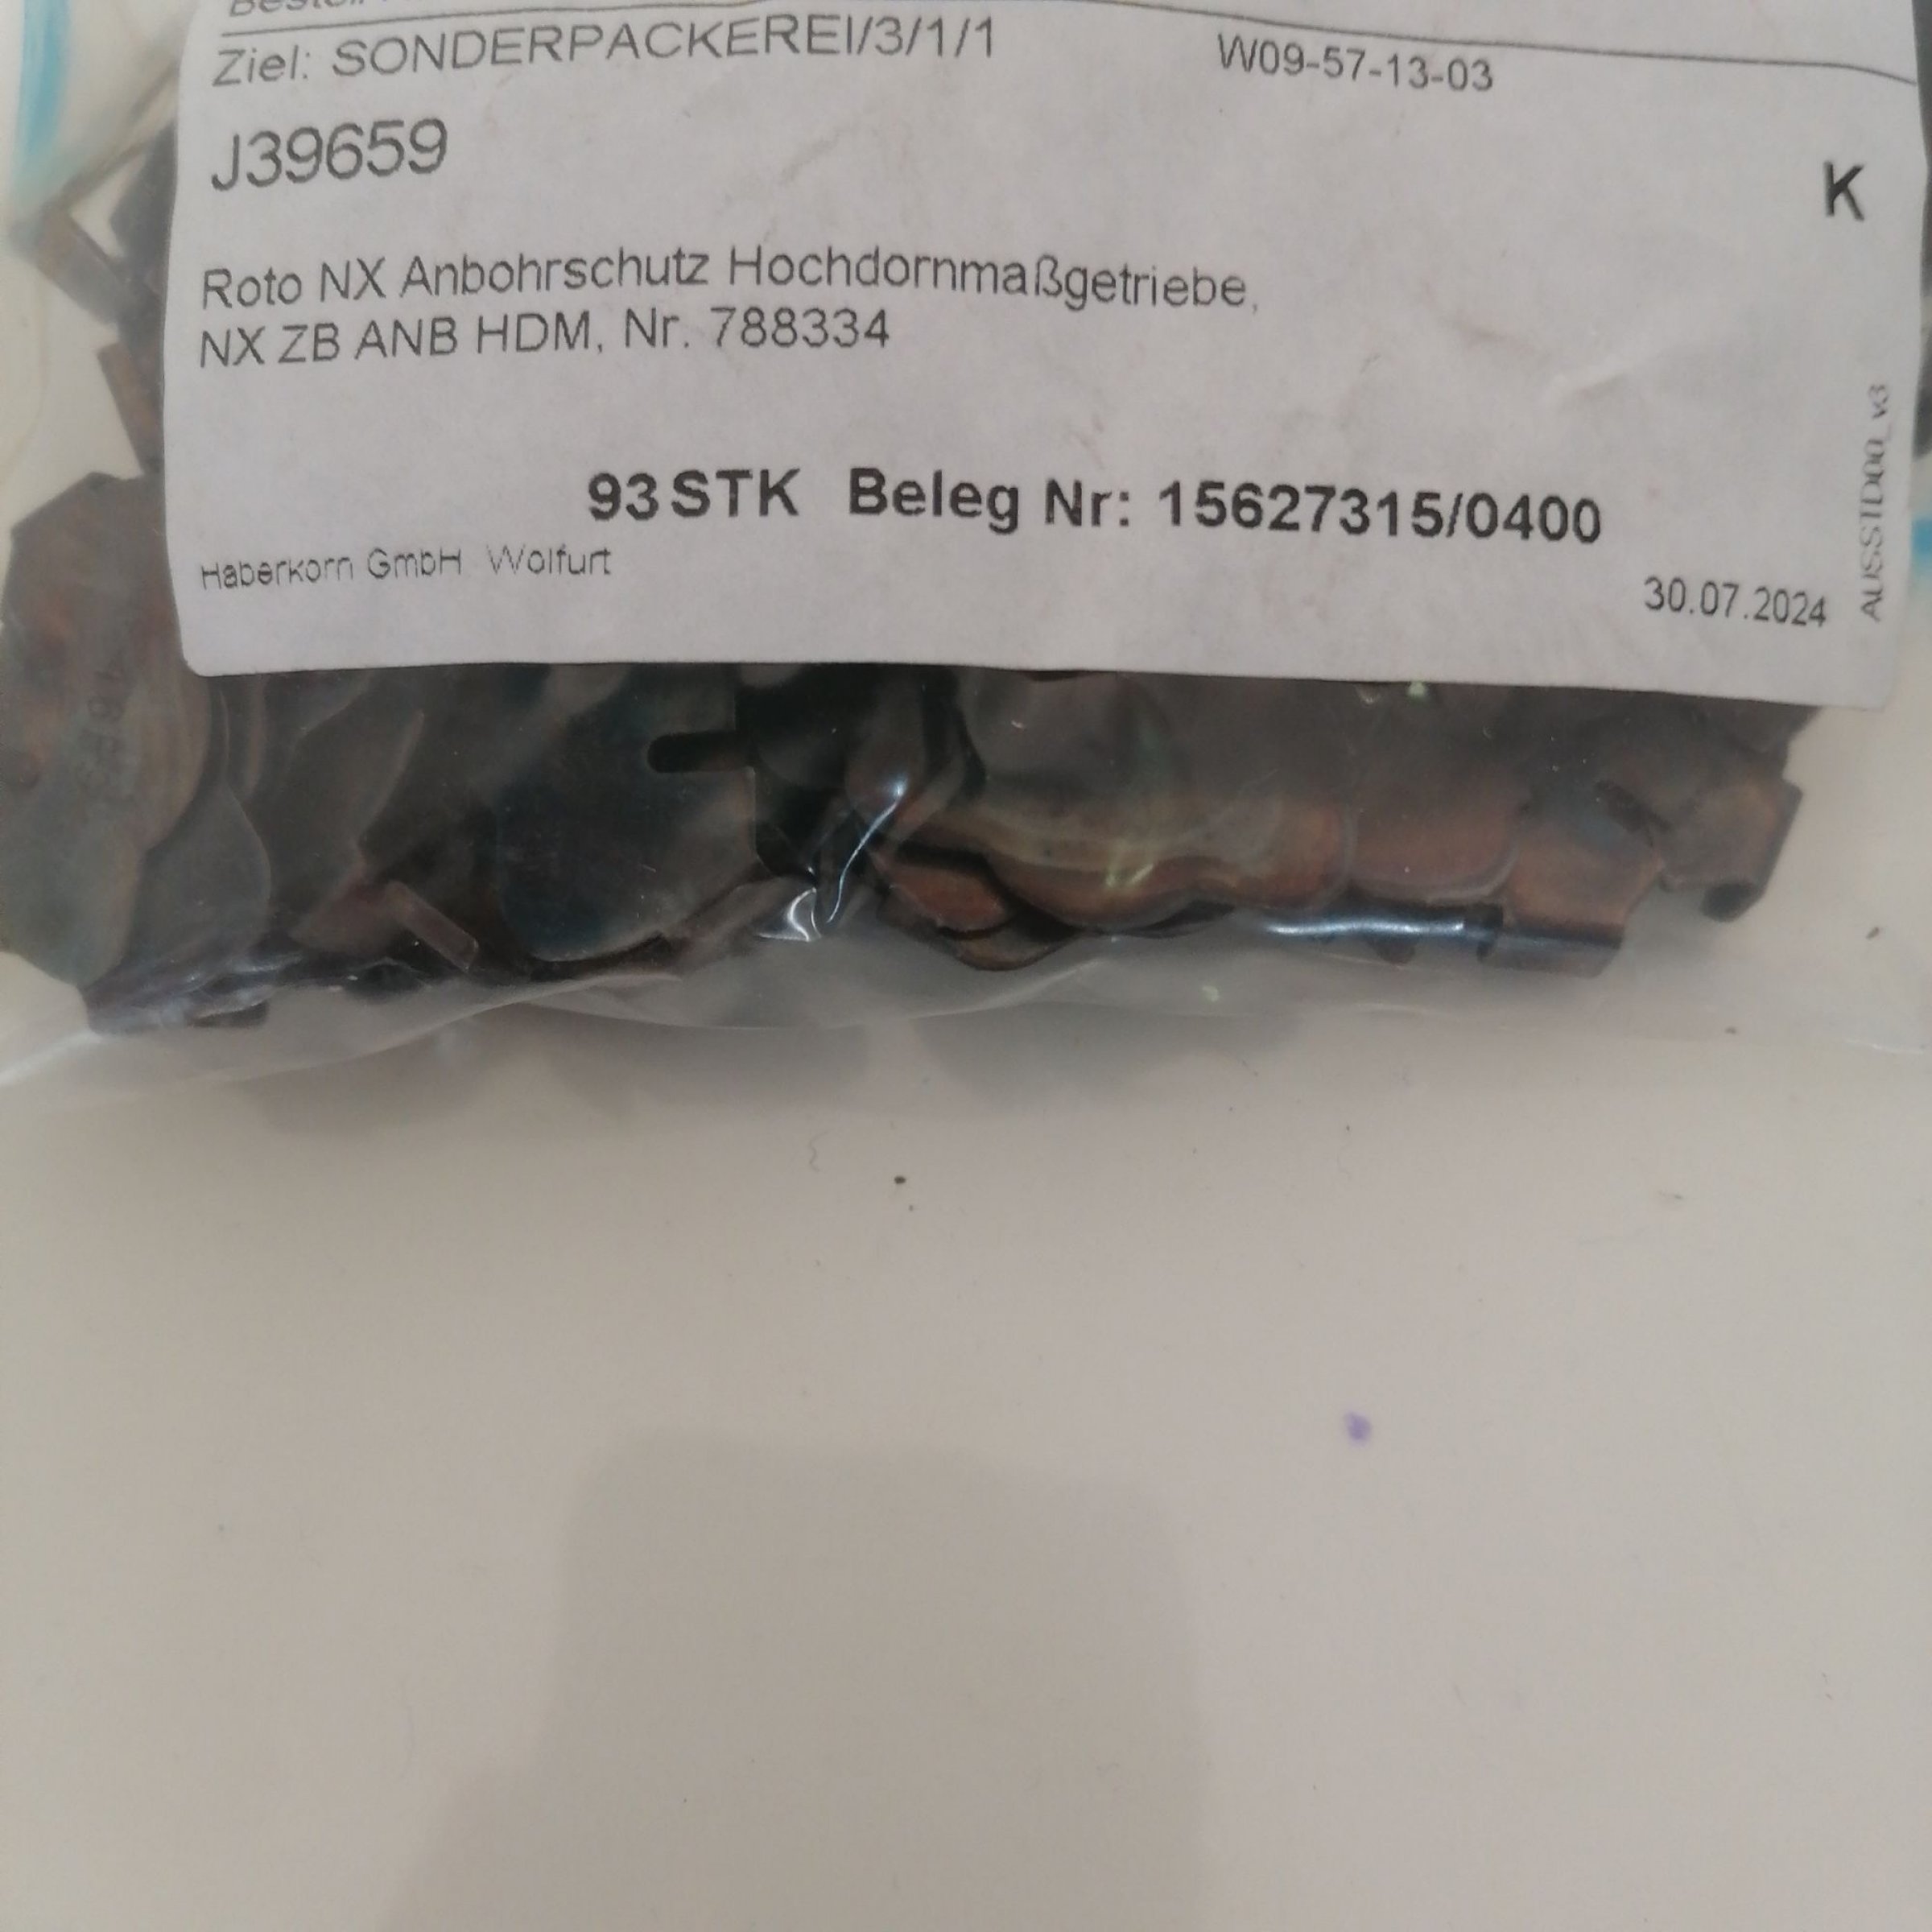 Ziel: SONDERPACKEREI/3/1/1 W09-57-13-03
J39659
K
Roto NX Anbohrschutz Hochdornmaßgetriebe,
NX ZB ANB HDM, Nr. 788334
93 STK Beleg Nr: 15627315/0400
Haberkorn GmbH Wolfurt
30.07.2024